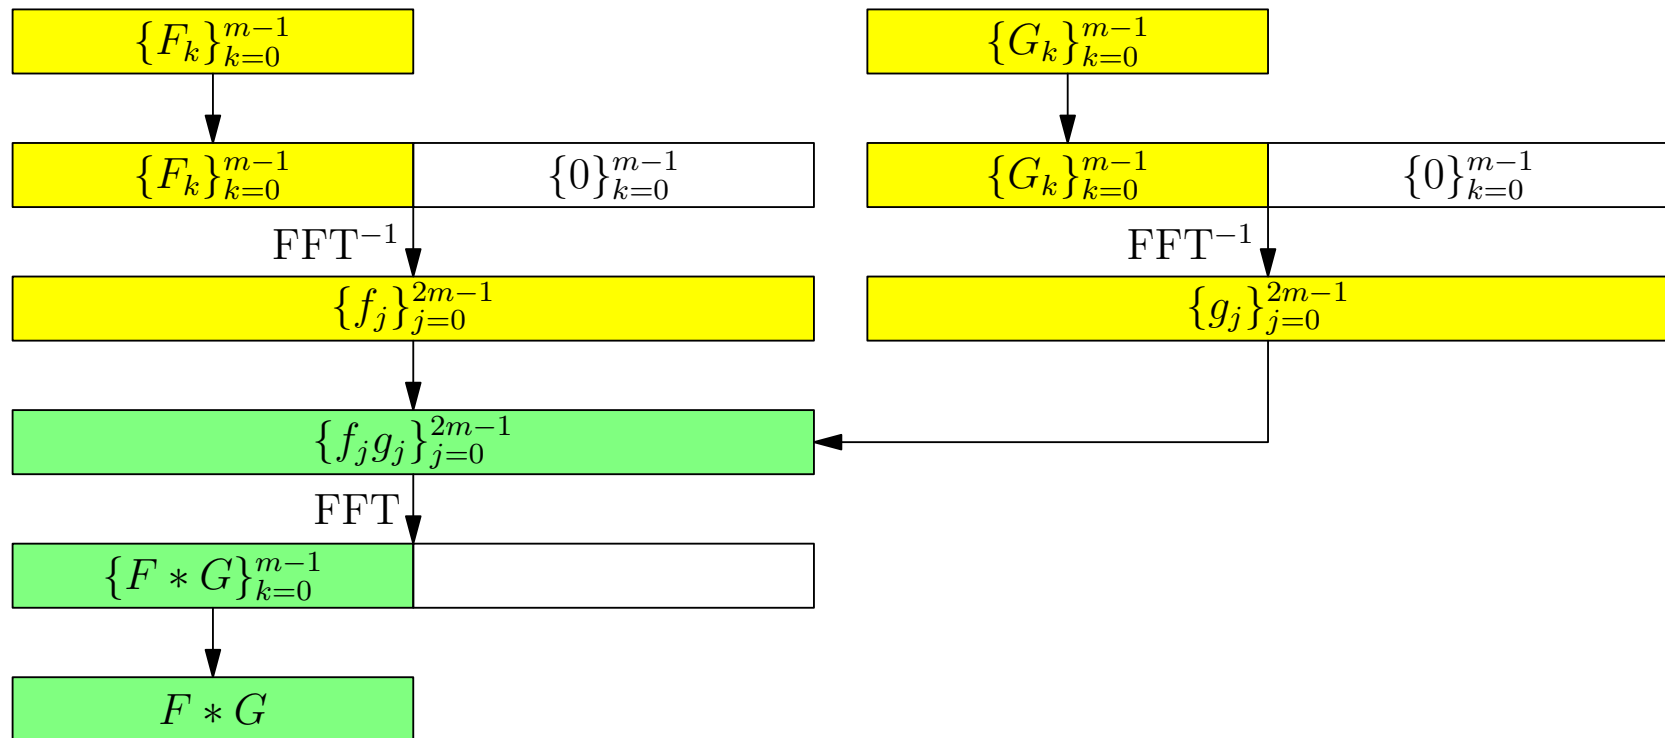 {F_k}_{k=0}^{m−1} {G_k}_{k=0}^{m−1}
{F_k}_{k=0}^{m−1} {0}_{k=0}^{m−1} {G_k}_{k=0}^{m−1} {0}_{k=0}^{m−1}
FFT^{−1} FFT^{−1}
{f_j}_{j=0}^{2m−1} {g_j}_{j=0}^{2m−1}
{f_j g_j}_{j=0}^{2m−1}
FFT
{F ∗ G}_{k=0}^{m−1}
F ∗ G